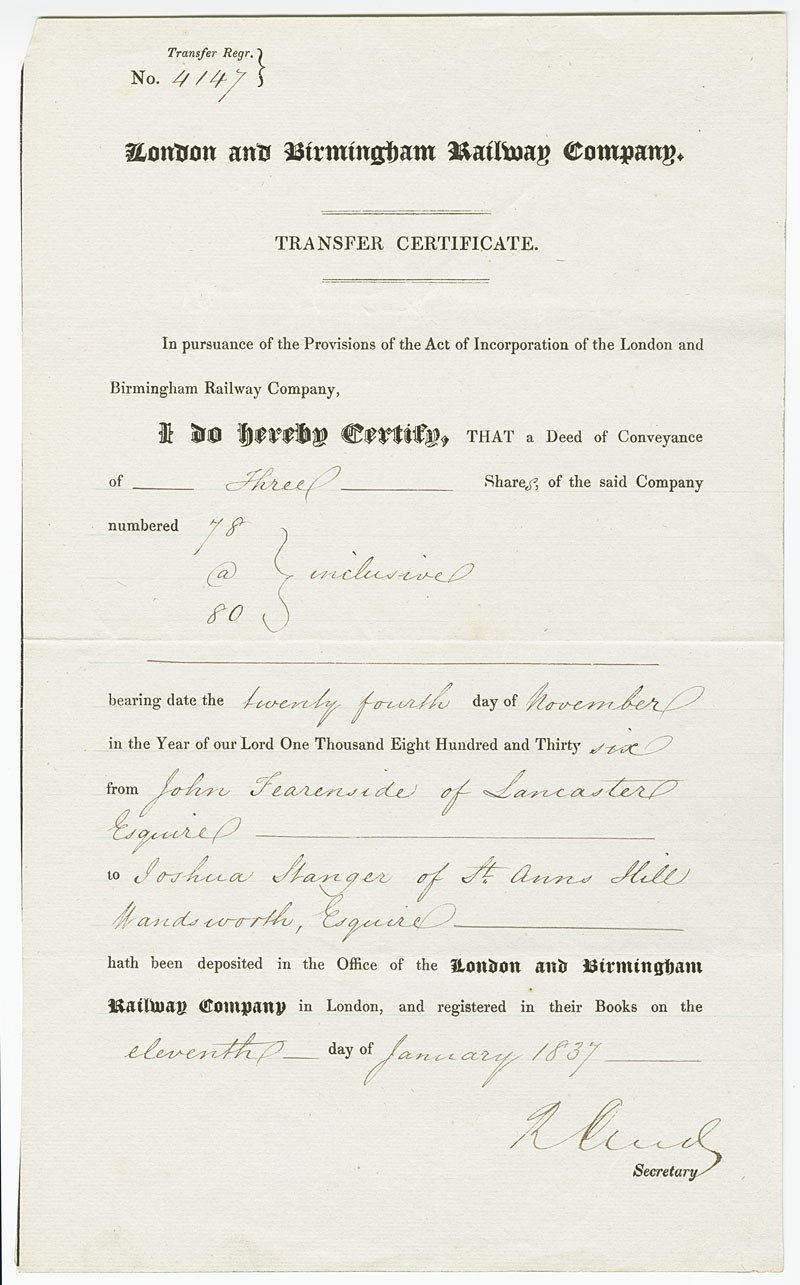 Transfer Regr.
No. 4147
London and Birmingham Railway Company.
TRANSFER CERTIFICATE.
In pursuance of the Provisions of the Act of Incorporation of the London and
Birmingham Railway Company,
I do hereby Certify, THAT a Deed of Conveyance
of Three Shares, of the said Company
numbered 78
@ inclusive
80
bearing date the twenty fourth day of November
in the Year of our Lord One Thousand Eight Hundred and Thirty six
from John Fearenside of Lancaster
Esquire
to Joshua Stanger of St. Anns Hill
Wandsworth, Esquire
hath been deposited in the Office of the London and Birmingham
Railway Company in London, and registered in their Books on the
eleventh day of January 1837
R
Secretary